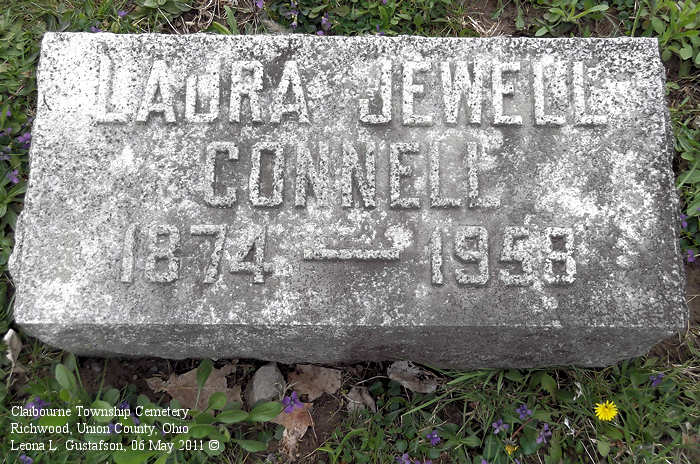 LAURA JEWELL
CONNELL
1874 — 1958
Claibourne Township Cemetery
Richwood, Union County, Ohio
Leona L. Gustafson, 06 May 2011 ©